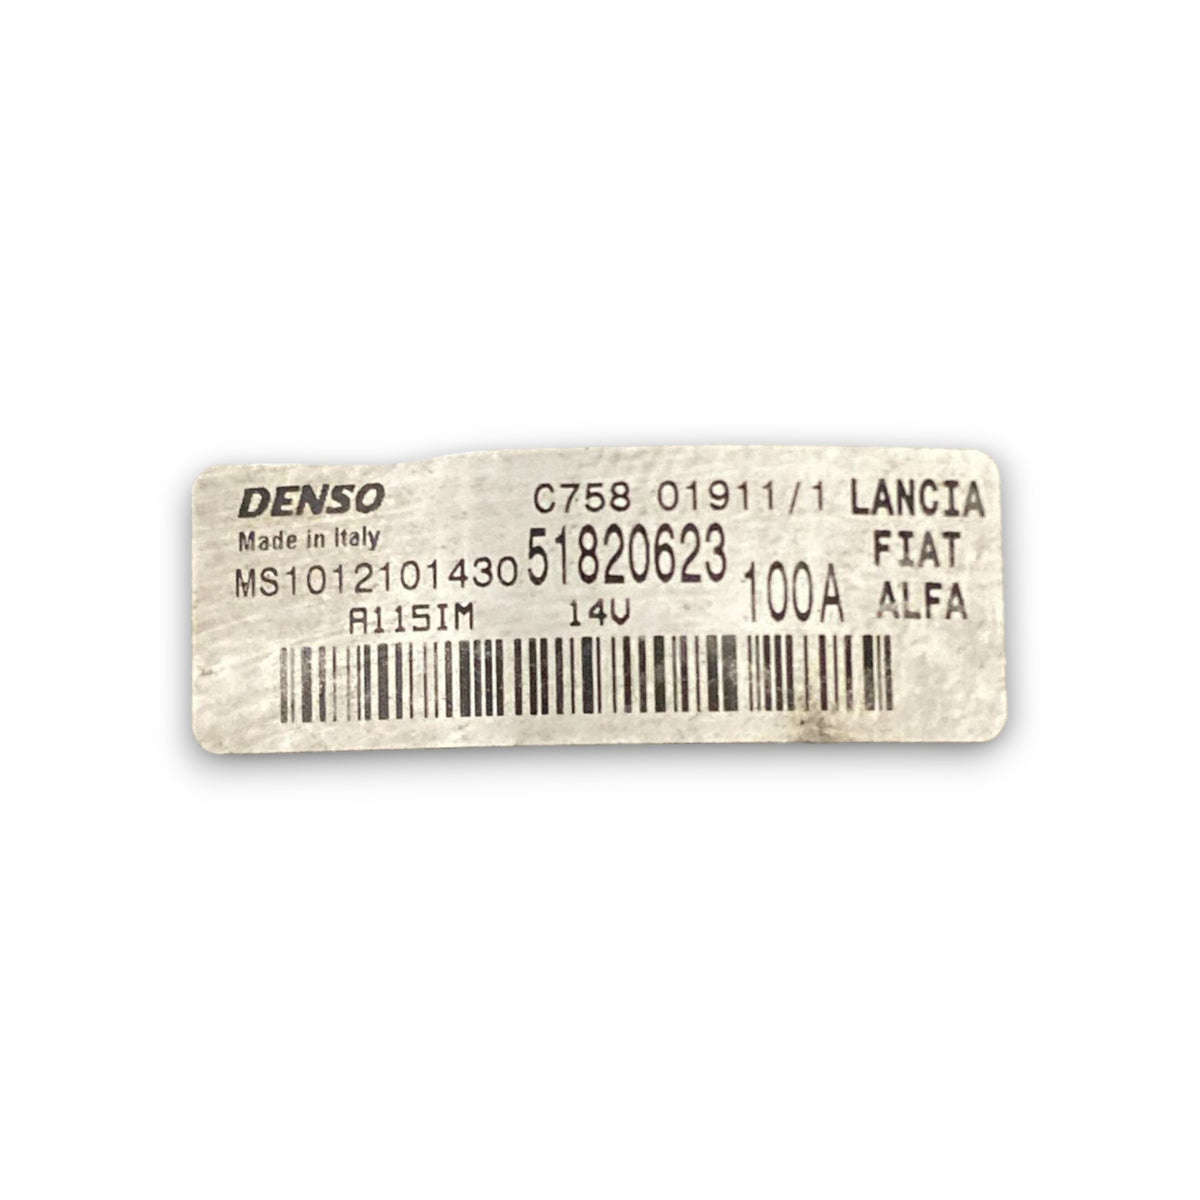 DENSO C758 01911/1 LANCIA
Made in Italy 51820623 FIAT
MS1012101430 100A ALFA
A115IM 14V